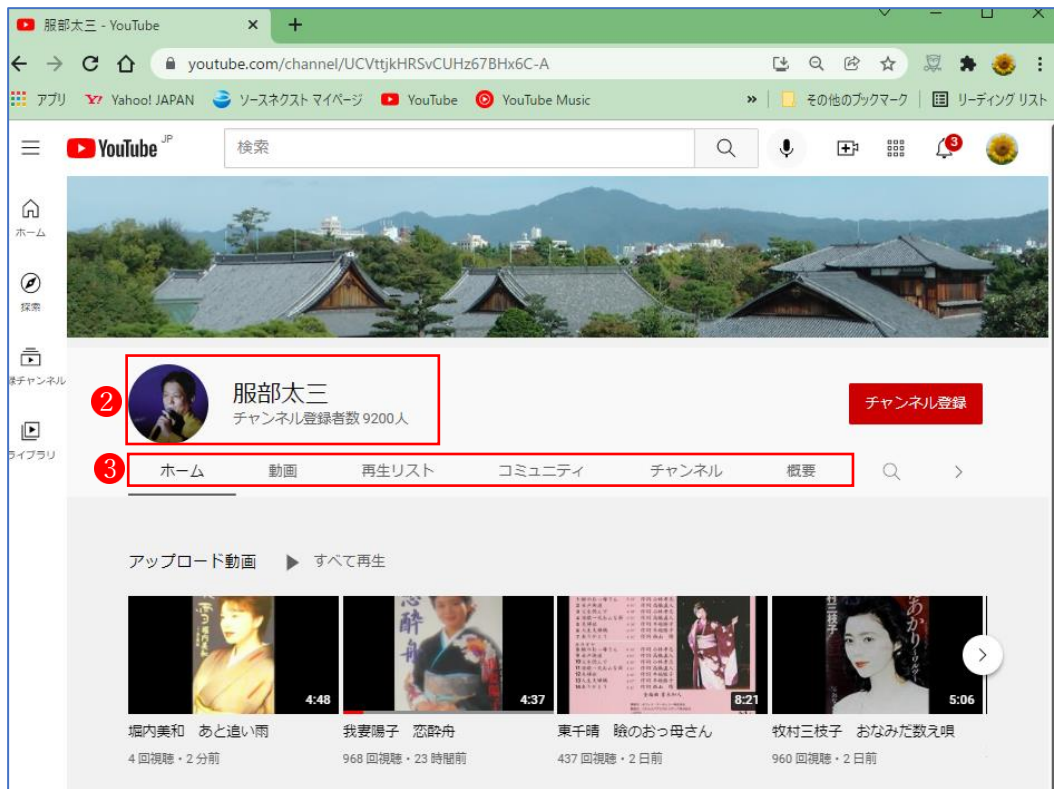 服部太三 - YouTube
youtube.com/channel/UCVttjkHRSvCUHz67BHx6C-A
アプリ Yahoo! JAPAN ソースネクスト マイページ YouTube YouTube Music » その他のブックマーク リーディング リスト
YouTube JP 検索 3
ホーム
探索
録チャンネル
ライブラリ
2 服部太三
チャンネル登録者数 9200人
チャンネル登録
3 ホーム 動画 再生リスト コミュニティ チャンネル 概要
アップロード動画 ▶ すべて再生
4:48 4:37 8:21 5:06
堀内美和 あと追い雨 我妻陽子 恋酔舟 東千晴 瞼のおっ母さん 牧村三枝子 おなみだ数え唄
4 回視聴・2 分前 968 回視聴・23 時間前 437 回視聴・2 日前 960 回視聴・2 日前